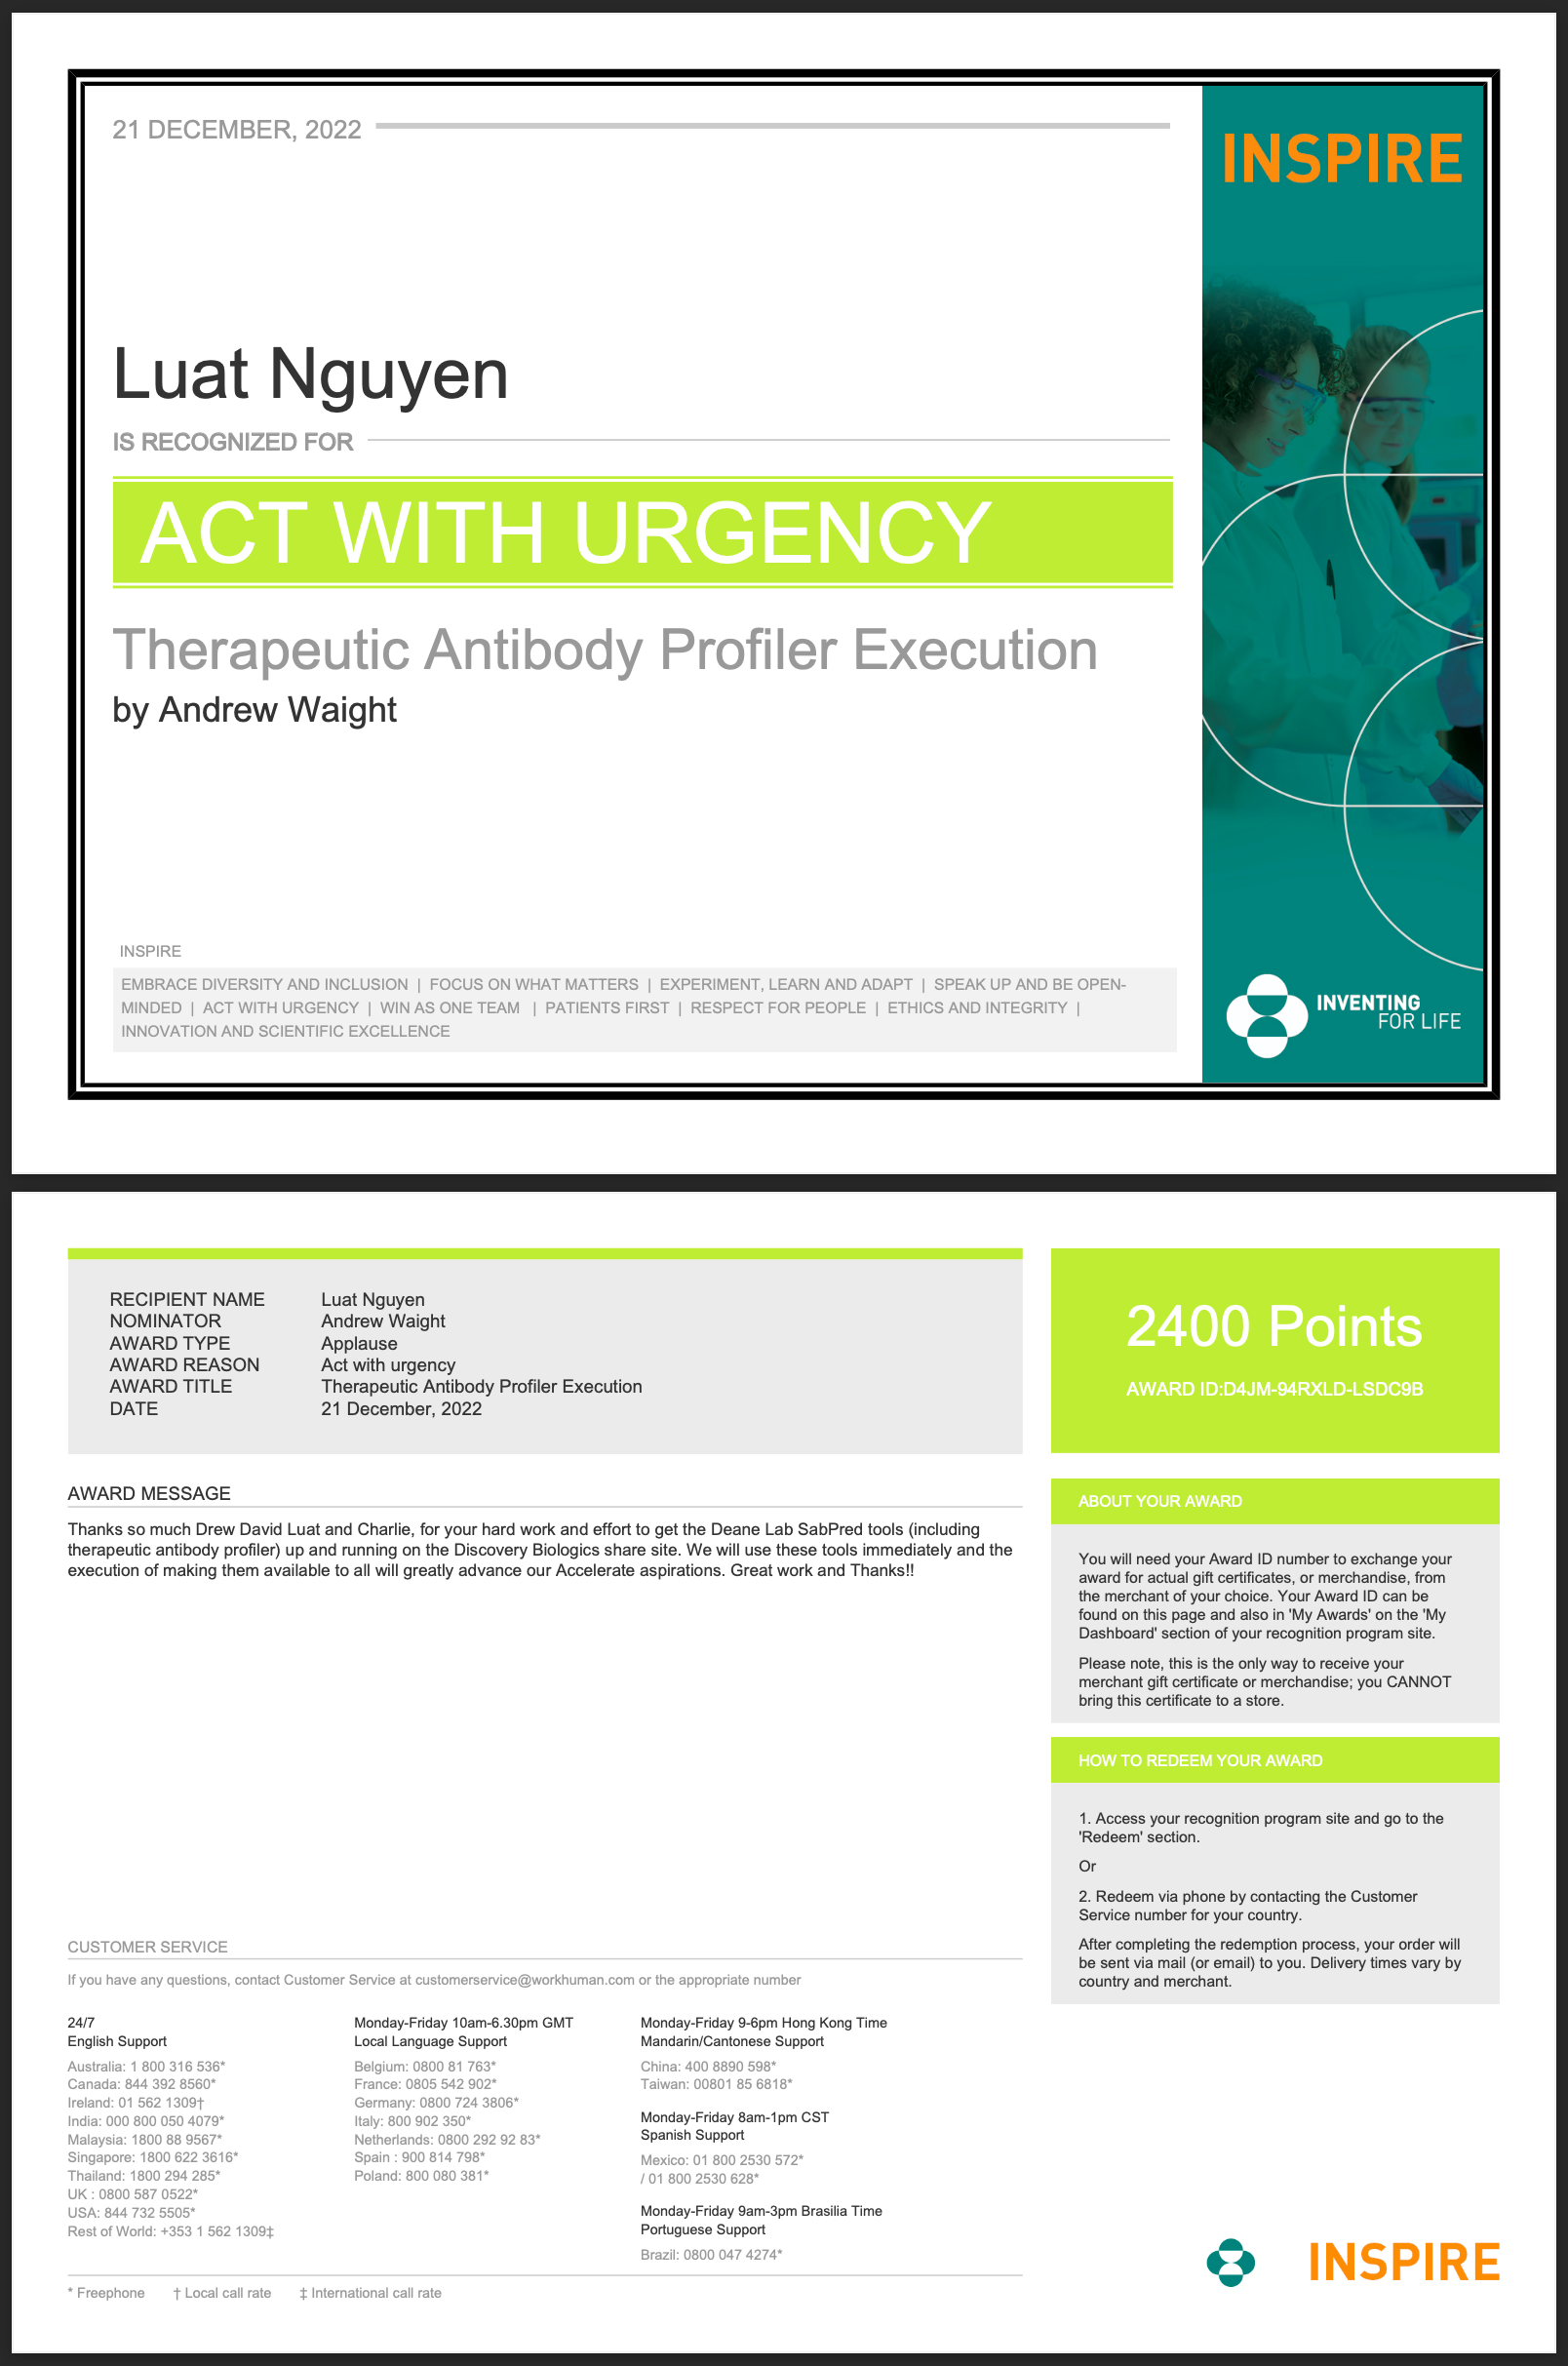 21 DECEMBER, 2022
INSPIRE
Luat Nguyen
IS RECOGNIZED FOR
ACT WITH URGENCY
Therapeutic Antibody Profiler Execution
by Andrew Waight
INSPIRE
EMBRACE DIVERSITY AND INCLUSION | FOCUS ON WHAT MATTERS | EXPERIMENT, LEARN AND ADAPT | SPEAK UP AND BE OPEN-
MINDED | ACT WITH URGENCY | WIN AS ONE TEAM | PATIENTS FIRST | RESPECT FOR PEOPLE | ETHICS AND INTEGRITY |
INNOVATION AND SCIENTIFIC EXCELLENCE
INVENTING
FOR LIFE
RECIPIENT NAME Luat Nguyen
NOMINATOR Andrew Waight
AWARD TYPE Applause
AWARD REASON Act with urgency
AWARD TITLE Therapeutic Antibody Profiler Execution
DATE 21 December, 2022
2400 Points
AWARD ID:D4JM-94RXLD-LSDC9B
AWARD MESSAGE
Thanks so much Drew David Luat and Charlie, for your hard work and effort to get the Deane Lab SabPred tools (including
therapeutic antibody profiler) up and running on the Discovery Biologics share site. We will use these tools immediately and the
execution of making them available to all will greatly advance our Accelerate aspirations. Great work and Thanks!!
ABOUT YOUR AWARD
You will need your Award ID number to exchange your
award for actual gift certificates, or merchandise, from
the merchant of your choice. Your Award ID can be
found on this page and also in 'My Awards' on the 'My
Dashboard' section of your recognition program site.
Please note, this is the only way to receive your
merchant gift certificate or merchandise; you CANNOT
bring this certificate to a store.
HOW TO REDEEM YOUR AWARD
1. Access your recognition program site and go to the
'Redeem' section.
Or
2. Redeem via phone by contacting the Customer
Service number for your country.
After completing the redemption process, your order will
be sent via mail (or email) to you. Delivery times vary by
country and merchant.
CUSTOMER SERVICE
If you have any questions, contact Customer Service at customerservice@workhuman.com or the appropriate number
24/7
English Support
Australia: 1 800 316 536*
Canada: 844 392 8560*
Ireland: 01 562 1309†
India: 000 800 050 4079*
Malaysia: 1800 88 9567*
Singapore: 1800 622 3616*
Thailand: 1800 294 285*
UK : 0800 587 0522*
USA: 844 732 5505*
Rest of World: +353 1 562 1309‡
Monday-Friday 10am-6.30pm GMT
Local Language Support
Belgium: 0800 81 763*
France: 0805 542 902*
Germany: 0800 724 3806*
Italy: 800 902 350*
Netherlands: 0800 292 92 83*
Spain : 900 814 798*
Poland: 800 080 381*
Monday-Friday 9-6pm Hong Kong Time
Mandarin/Cantonese Support
China: 400 8890 598*
Taiwan: 00801 85 6818*
Monday-Friday 8am-1pm CST
Spanish Support
Mexico: 01 800 2530 572*
/ 01 800 2530 628*
Monday-Friday 9am-3pm Brasilia Time
Portuguese Support
Brazil: 0800 047 4274*
* Freephone † Local call rate ‡ International call rate
INSPIRE